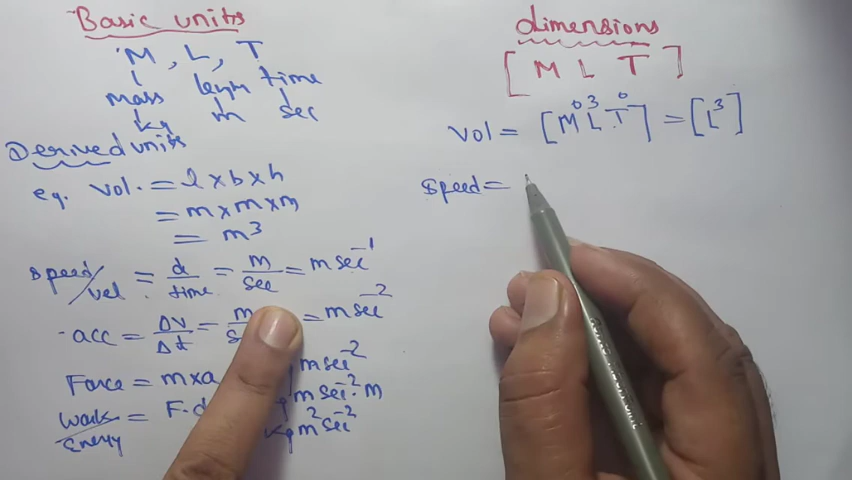 Basic units
M, L, T
mass length time
kg m sec
Derived units
eg. Vol. = l x b x h
= m x m x m
= m³
Speed/vel = d/time = m/sec = m sec⁻¹
acc = Δv/Δt = m = m sec⁻²
Force = m x a m sec⁻²
Work/Energy = F. d m sec⁻². m
kg m² sec⁻²
dimensions
[M L T]
Vol = [M⁰ L³ T⁰] = [L³]
Speed =